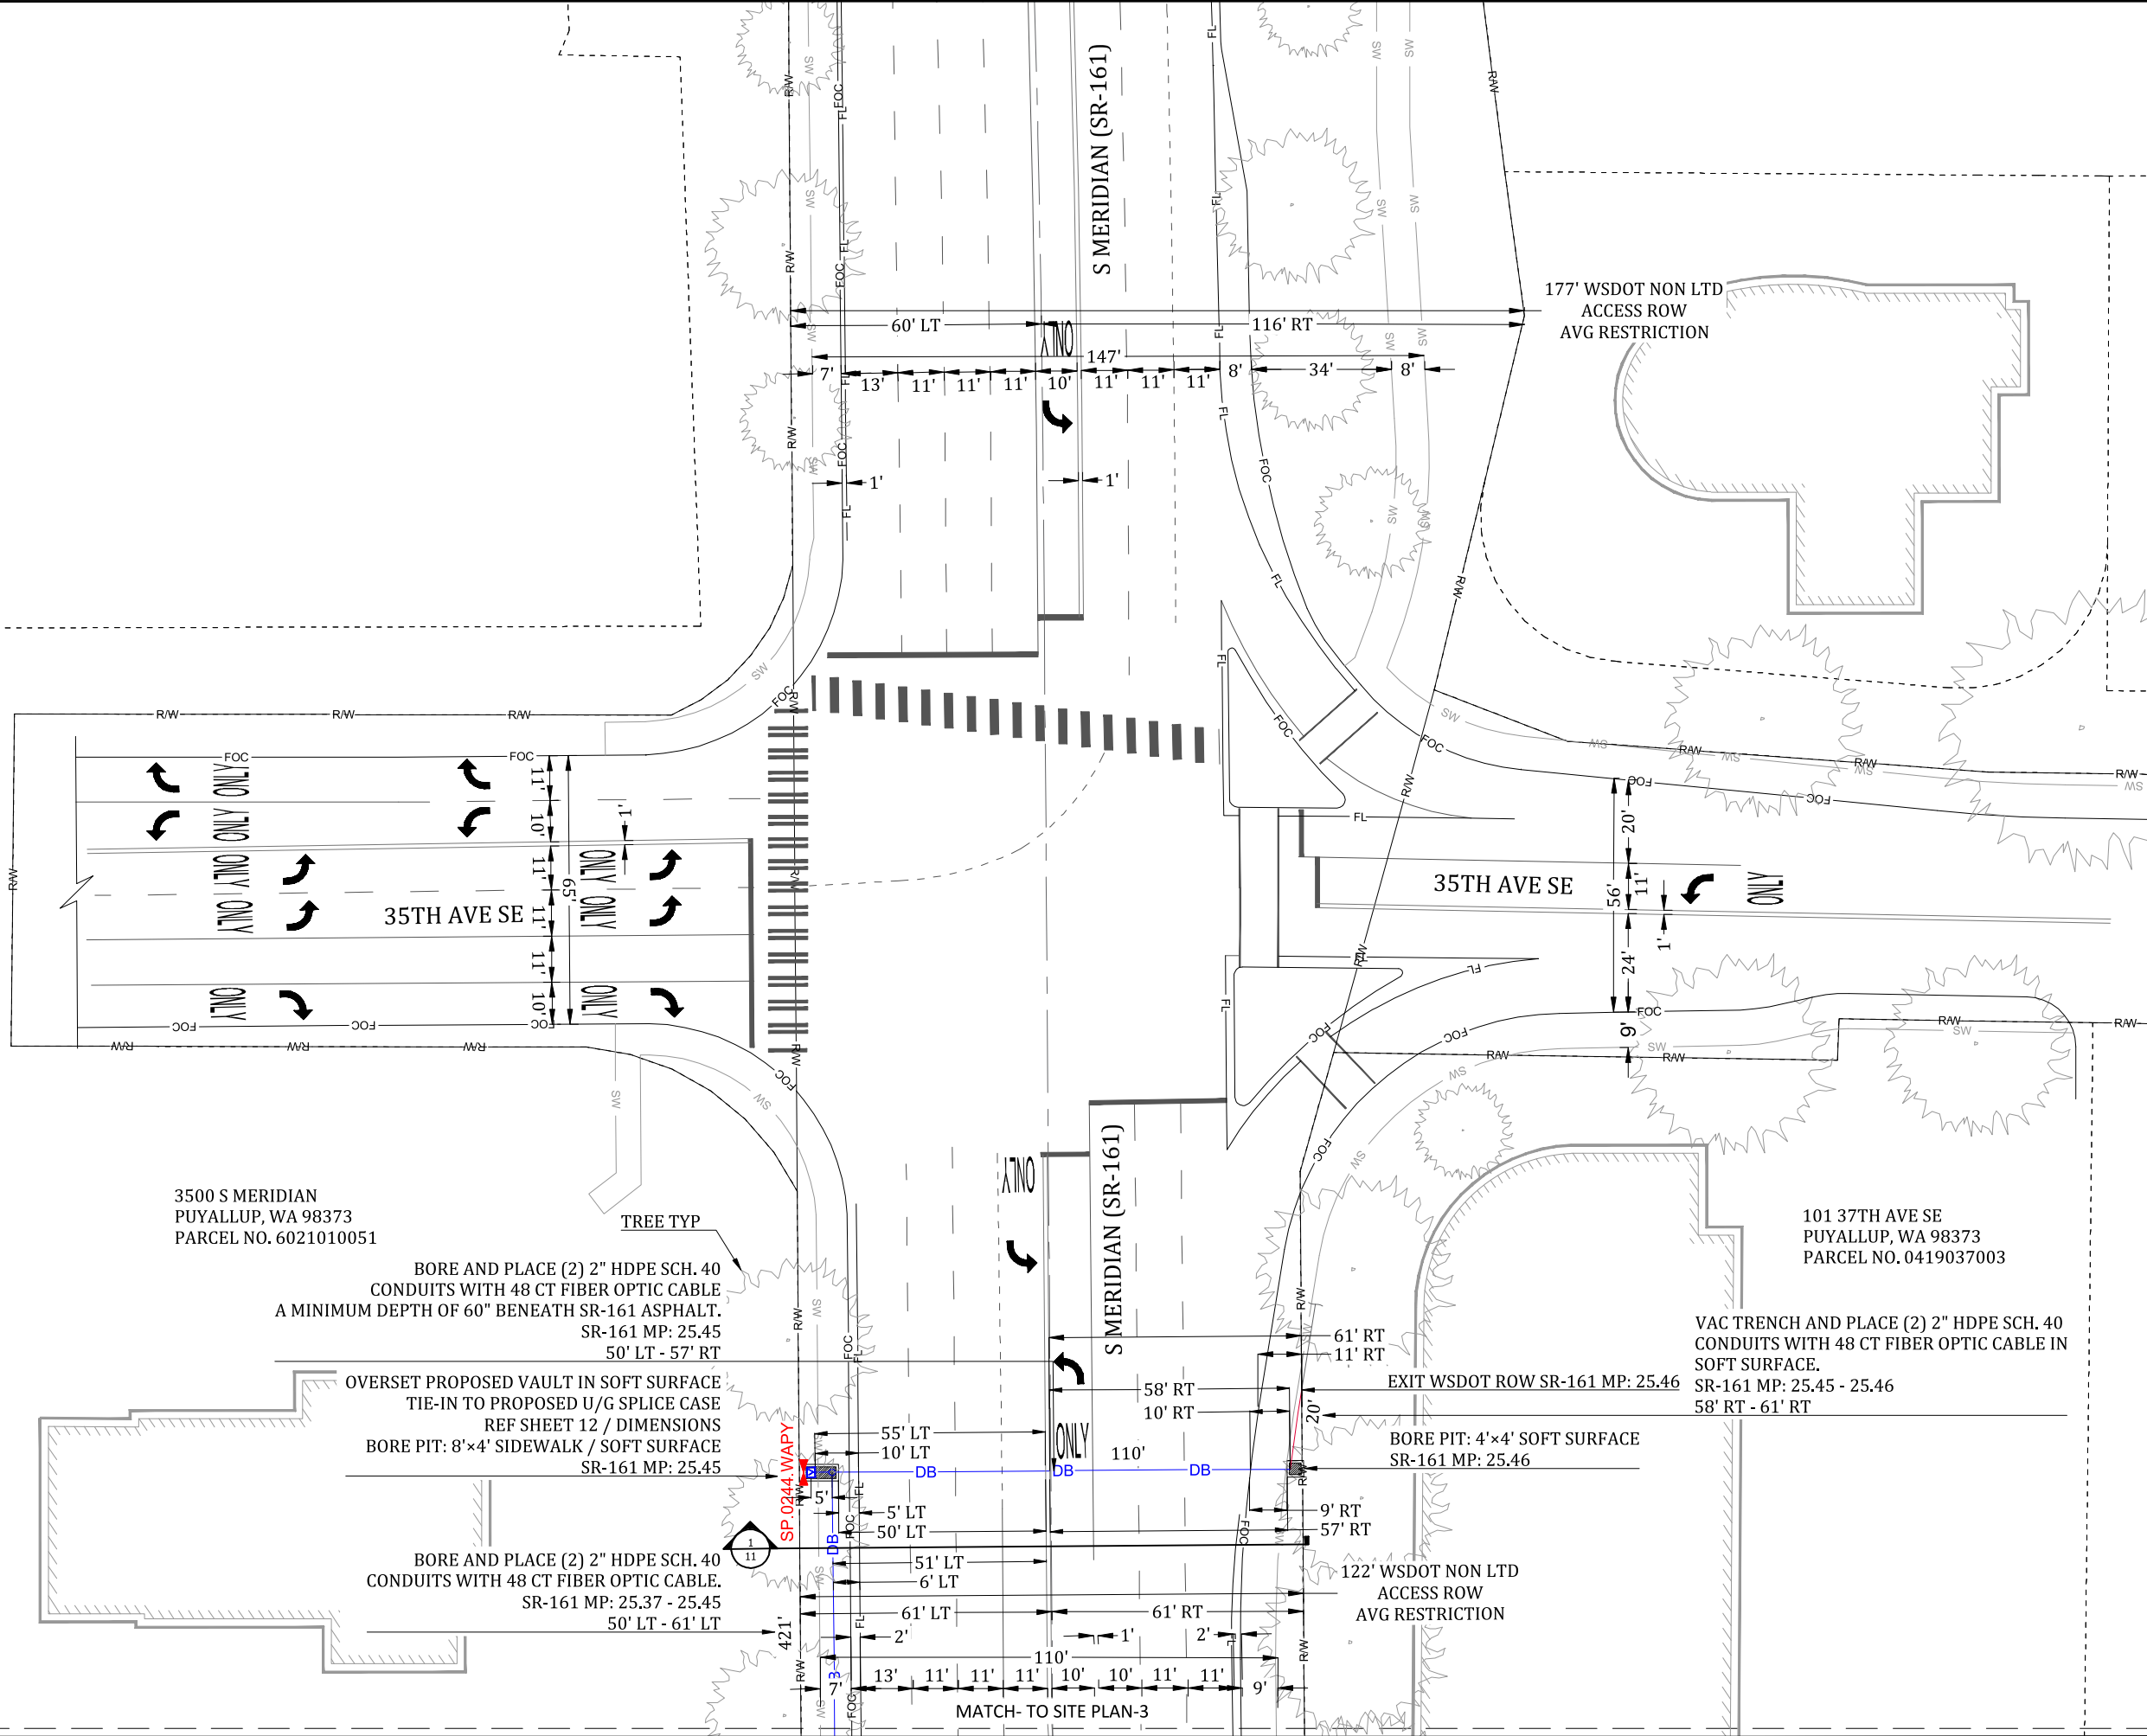 S MERIDIAN (SR-161)
R/W
SW
FOC
FL
177' WSDOT NON LTD
ACCESS ROW
AVG RESTRICTION
60' LT
116' RT
ONLY
147'
7'
13'
11'
11'
11'
10'
11'
11'
11'
8'
34'
8'
1'
1'
R/W
R/W
R/W
FOC
FOC
ONLY
ONLY
ONLY
ONLY
ONLY
ONLY
ONLY
ONLY
11'
10'
1'
11'
65'
11'
11'
10'
35TH AVE SE
35TH AVE SE
ONLY
20'
11'
56'
1'
24'
9'
3500 S MERIDIAN
PUYALLUP, WA 98373
PARCEL NO. 6021010051
TREE TYP
BORE AND PLACE (2) 2" HDPE SCH. 40
CONDUITS WITH 48 CT FIBER OPTIC CABLE
A MINIMUM DEPTH OF 60" BENEATH SR-161 ASPHALT.
SR-161 MP: 25.45
50' LT - 57' RT
OVERSET PROPOSED VAULT IN SOFT SURFACE
TIE-IN TO PROPOSED U/G SPLICE CASE
REF SHEET 12 / DIMENSIONS
BORE PIT: 8'×4' SIDEWALK / SOFT SURFACE
SR-161 MP: 25.45
SP.0244.WAPY
1
11
BORE AND PLACE (2) 2" HDPE SCH. 40
CONDUITS WITH 48 CT FIBER OPTIC CABLE.
SR-161 MP: 25.37 - 25.45
50' LT - 61' LT
421'
ONLY
S MERIDIAN (SR-161)
ONLY
61' RT
11' RT
58' RT
10' RT
55' LT
10' LT
110'
DB
DB
DB
DB
5'
5' LT
50' LT
9' RT
57' RT
51' LT
6' LT
61' LT
61' RT
2'
1'
2'
110'
7'
13'
11'
11'
11'
10'
10'
11'
11'
9'
20'
101 37TH AVE SE
PUYALLUP, WA 98373
PARCEL NO. 0419037003
VAC TRENCH AND PLACE (2) 2" HDPE SCH. 40
CONDUITS WITH 48 CT FIBER OPTIC CABLE IN
SOFT SURFACE.
SR-161 MP: 25.45 - 25.46
58' RT - 61' RT
EXIT WSDOT ROW SR-161 MP: 25.46
BORE PIT: 4'×4' SOFT SURFACE
SR-161 MP: 25.46
122' WSDOT NON LTD
ACCESS ROW
AVG RESTRICTION
MATCH- TO SITE PLAN-3